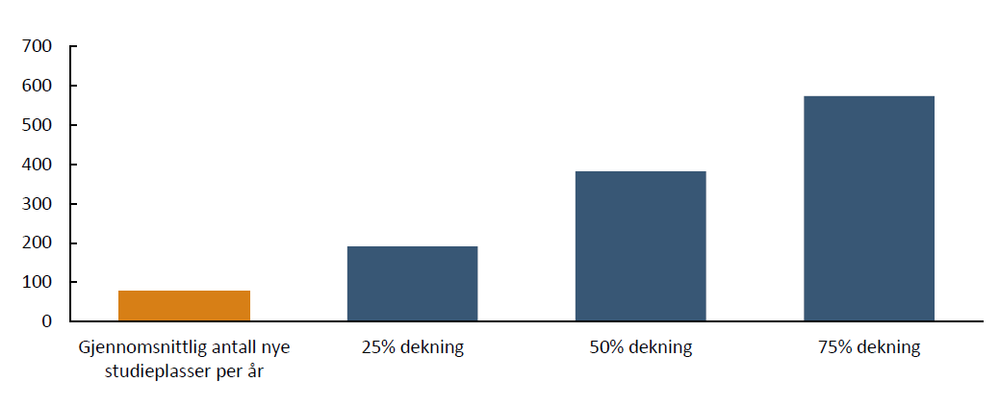 700
600
500
400
300
200
100
0
Gjennomsnittlig antall nye
studieplasser per år
25% dekning
50% dekning
75% dekning